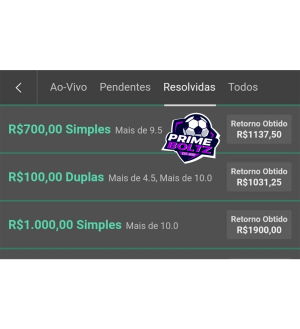 Ao-Vivo Pendentes Resolvidas Todos
R$700,00 Simples Mais de 9.5
Retorno Obtido
R$1137,50
PRIME
BOLTZ
R$100,00 Duplas Mais de 4.5, Mais de 10.0
Retorno Obtido
R$1031,25
R$1.000,00 Simples Mais de 10.0
Retorno Obtido
R$1900,00